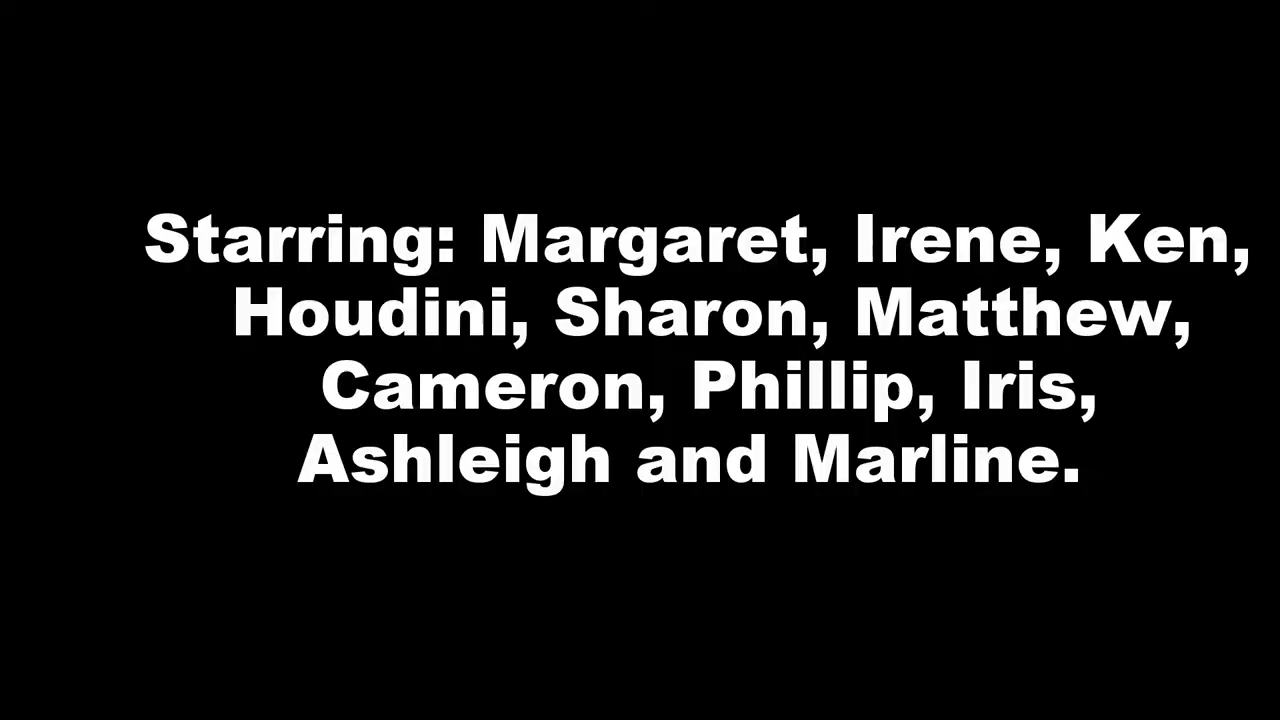 Starring: Margaret, Irene, Ken,
Houdini, Sharon, Matthew,
Cameron, Phillip, Iris,
Ashleigh and Marline.